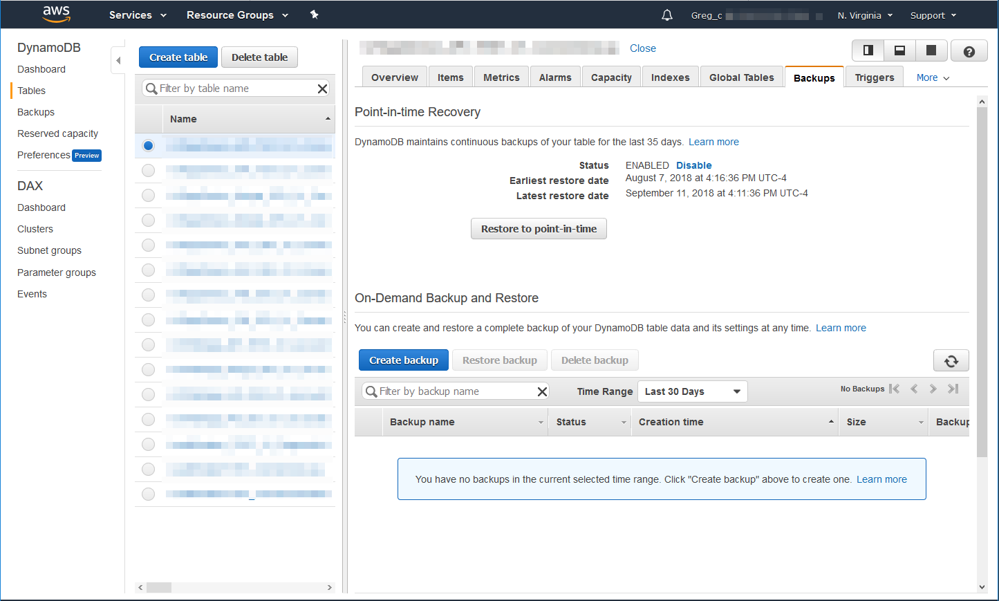 aws Services Resource Groups Greg_c N. Virginia Support
DynamoDB
Dashboard
Tables
Backups
Reserved capacity
Preferences Preview
DAX
Dashboard
Clusters
Subnet groups
Parameter groups
Events
Create table Delete table
Filter by table name
Name
Close
Overview Items Metrics Alarms Capacity Indexes Global Tables Backups Triggers More
Point-in-time Recovery
DynamoDB maintains continuous backups of your table for the last 35 days. Learn more
Status ENABLED Disable
Earliest restore date August 7, 2018 at 4:16:36 PM UTC-4
Latest restore date September 11, 2018 at 4:11:36 PM UTC-4
Restore to point-in-time
On-Demand Backup and Restore
You can create and restore a complete backup of your DynamoDB table data and its settings at any time. Learn more
Create backup Restore backup Delete backup
Filter by backup name Time Range Last 30 Days No Backups
Backup name Status Creation time Size Backup
You have no backups in the current selected time range. Click "Create backup" above to create one. Learn more